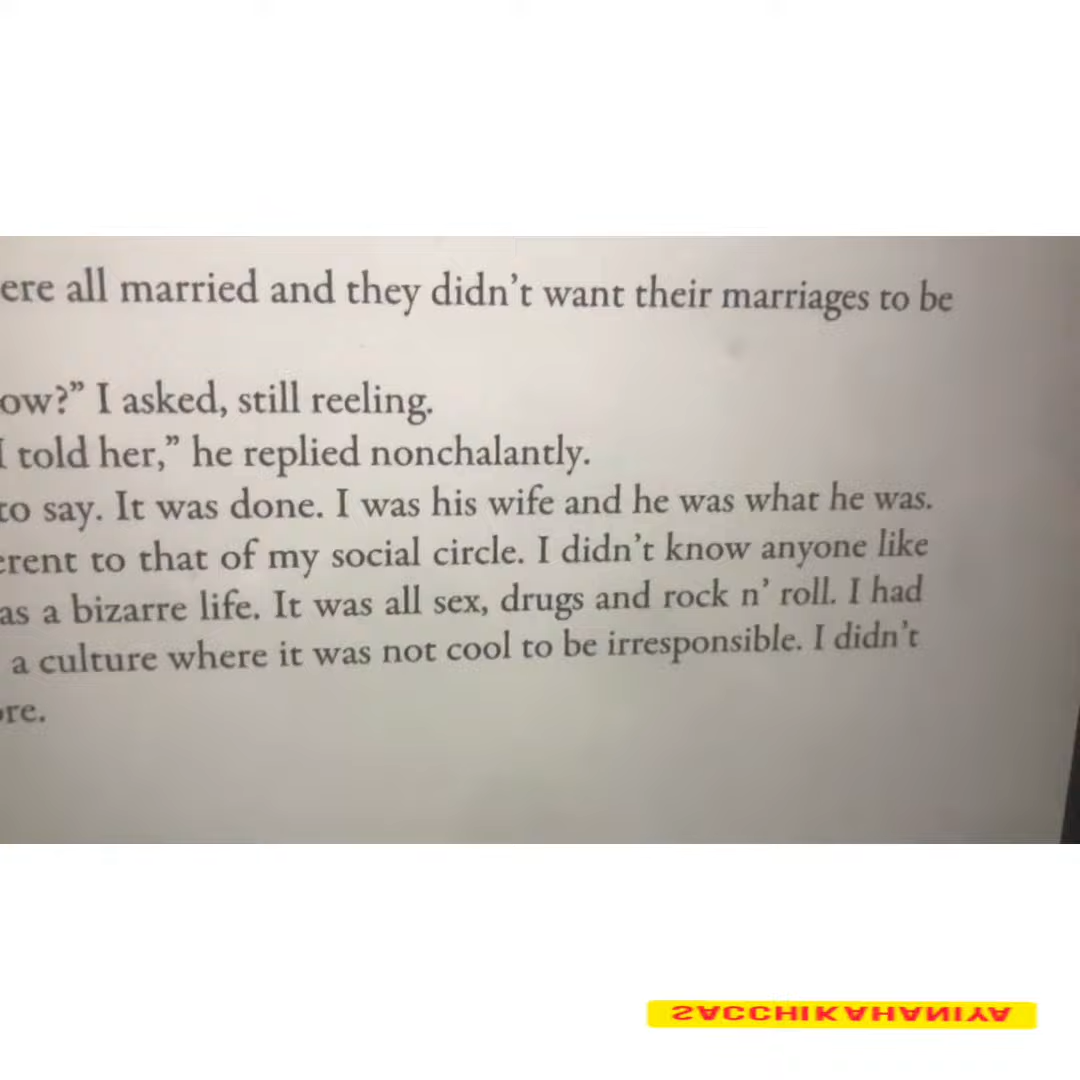 ere all married and they didn't want their marriages to be
ow?” I asked, still reeling.
I told her,” he replied nonchalantly.
to say. It was done. I was his wife and he was what he was.
erent to that of my social circle. I didn’t know anyone like
as a bizarre life. It was all sex, drugs and rock n’ roll. I had
a culture where it was not cool to be irresponsible. I didn’t
ore.
SACCHIKAHANIYA